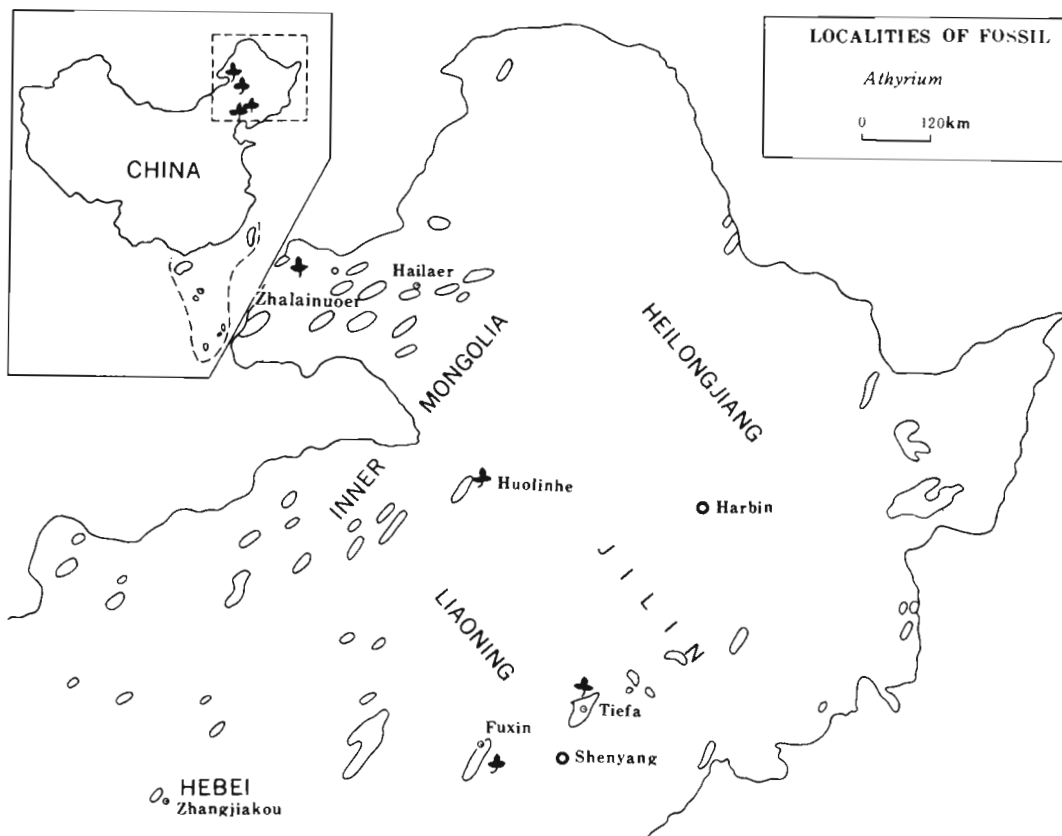 LOCALITIES OF FOSSIL
Athyrium
0 120km
CHINA
Hailaer
Zhalainuoer
MONGOLIA
HEILONGJIANG
INNER
Huolinhe
Harbin
JILIN
LIAONING
Tiefa
Fuxin
Shenyang
HEBEI
Zhangjiakou